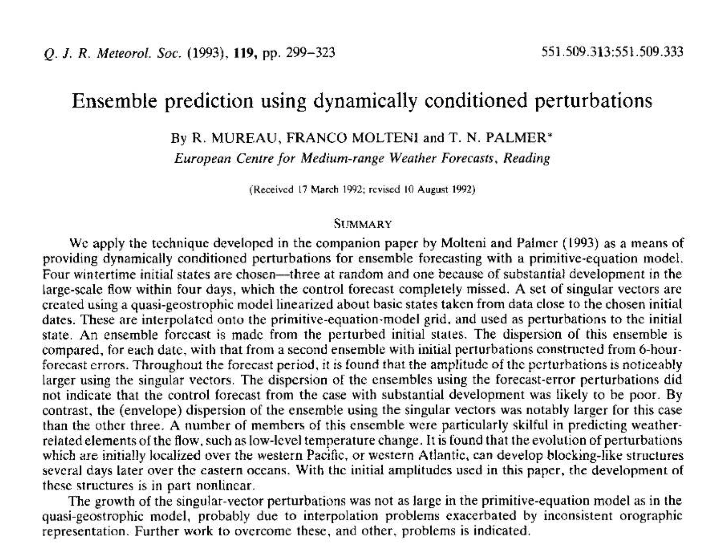 Q. J. R. Meteorol. Soc. (1993), 119, pp. 299–323 551.509.313:551.509.333
Ensemble prediction using dynamically conditioned perturbations
By R. MUREAU, FRANCO MOLTENI and T. N. PALMER*
European Centre for Medium-range Weather Forecasts, Reading
(Received 17 March 1992; revised 10 August 1992)
SUMMARY
We apply the technique developed in the companion paper by Molteni and Palmer (1993) as a means of
providing dynamically conditioned perturbations for ensemble forecasting with a primitive-equation model.
Four wintertime initial states are chosen—three at random and one because of substantial development in the
large-scale flow within four days, which the control forecast completely missed. A set of singular vectors are
created using a quasi-geostrophic model linearized about basic states taken from data close to the chosen initial
dates. These are interpolated onto the primitive-equation-model grid, and used as perturbations to the initial
state. An ensemble forecast is made from the perturbed initial states. The dispersion of this ensemble is
compared, for each date, with that from a second ensemble with initial perturbations constructed from 6-hour-
forecast errors. Throughout the forecast period, it is found that the amplitude of the perturbations is noticeably
larger using the singular vectors. The dispersion of the ensembles using the forecast-error perturbations did
not indicate that the control forecast from the case with substantial development was likely to be poor. By
contrast, the (envelope) dispersion of the ensemble using the singular vectors was notably larger for this case
than the other three. A number of members of this ensemble were particularly skilful in predicting weather-
related elements of the flow, such as low-level temperature change. It is found that the evolution of perturbations
which are initially localized over the western Pacific, or western Atlantic, can develop blocking-like structures
several days later over the eastern oceans. With the initial amplitudes used in this paper, the development of
these structures is in part nonlinear.
The growth of the singular-vector perturbations was not as large in the primitive-equation model as in the
quasi-geostrophic model, probably due to interpolation problems exacerbated by inconsistent orographic
representation. Further work to overcome these, and other, problems is indicated.